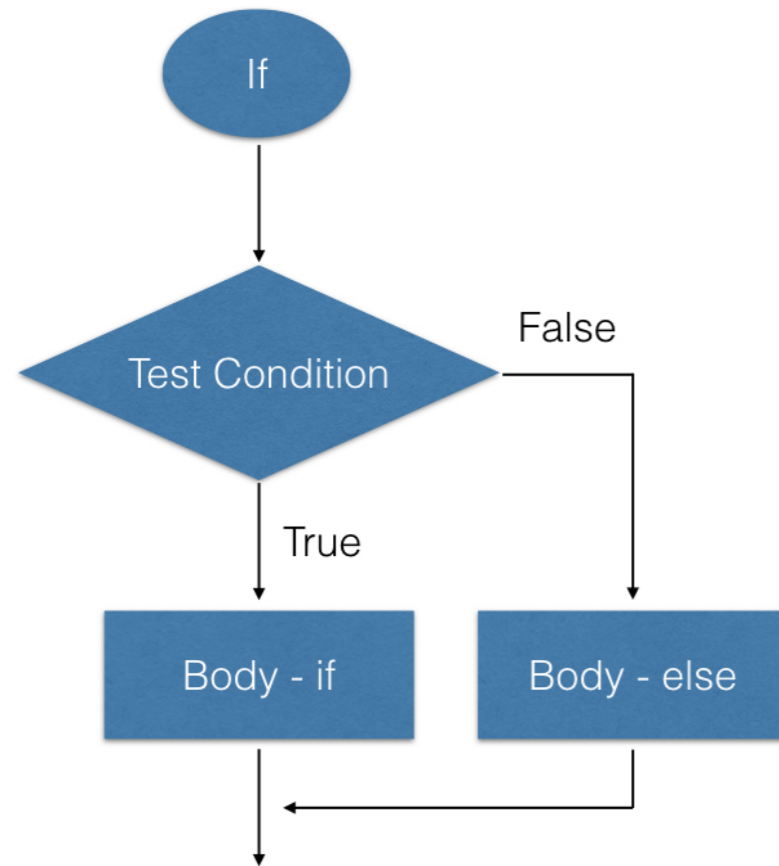 If
Test Condition
False
True
Body - if
Body - else